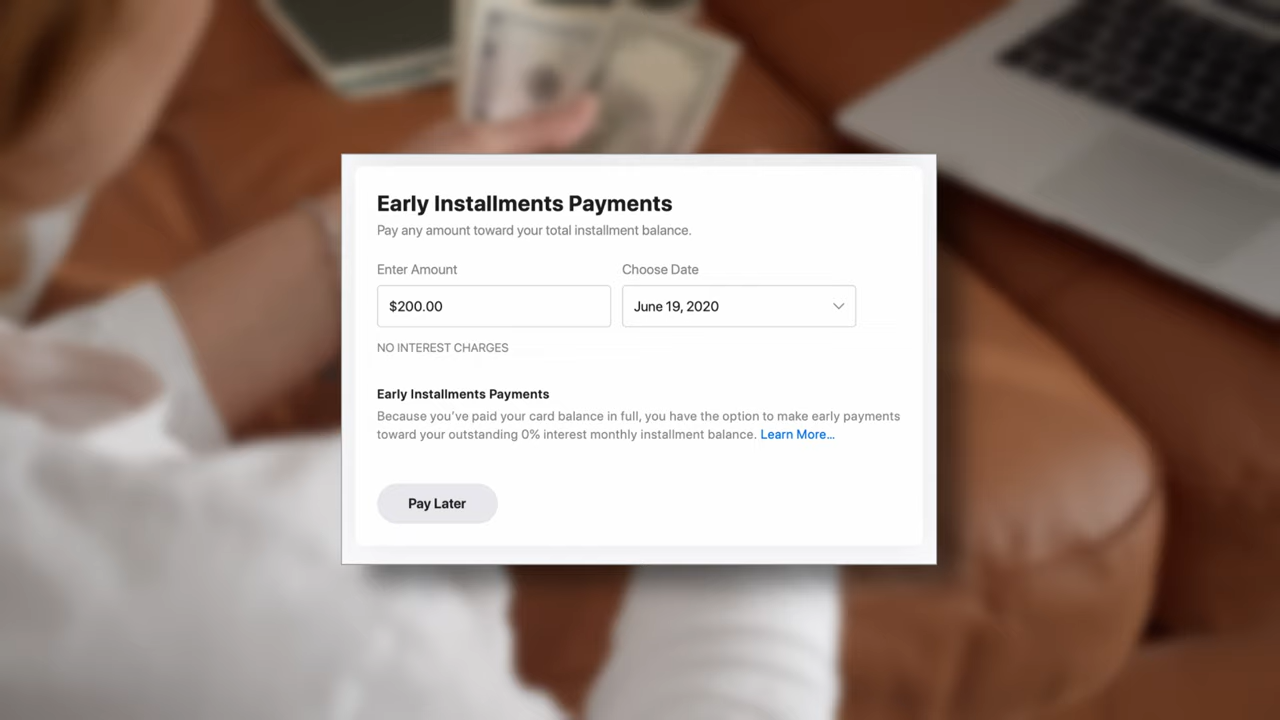 Early Installments Payments
Pay any amount toward your total installment balance.
Enter Amount
Choose Date
$200.00
June 19, 2020
NO INTEREST CHARGES
Early Installments Payments
Because you’ve paid your card balance in full, you have the option to make early payments
toward your outstanding 0% interest monthly installment balance. Learn More...
Pay Later